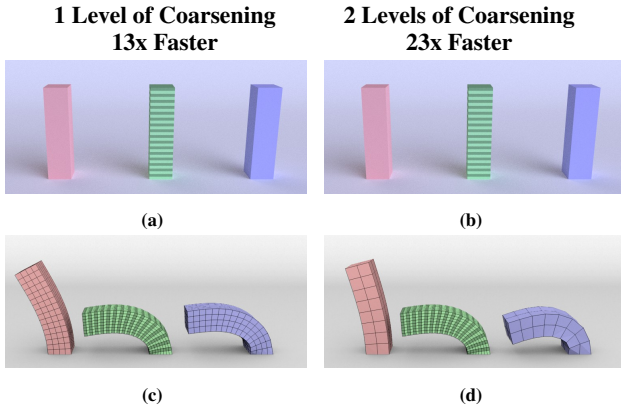 1 Level of Coarsening
13x Faster
2 Levels of Coarsening
23x Faster
(a)
(b)
(c)
(d)